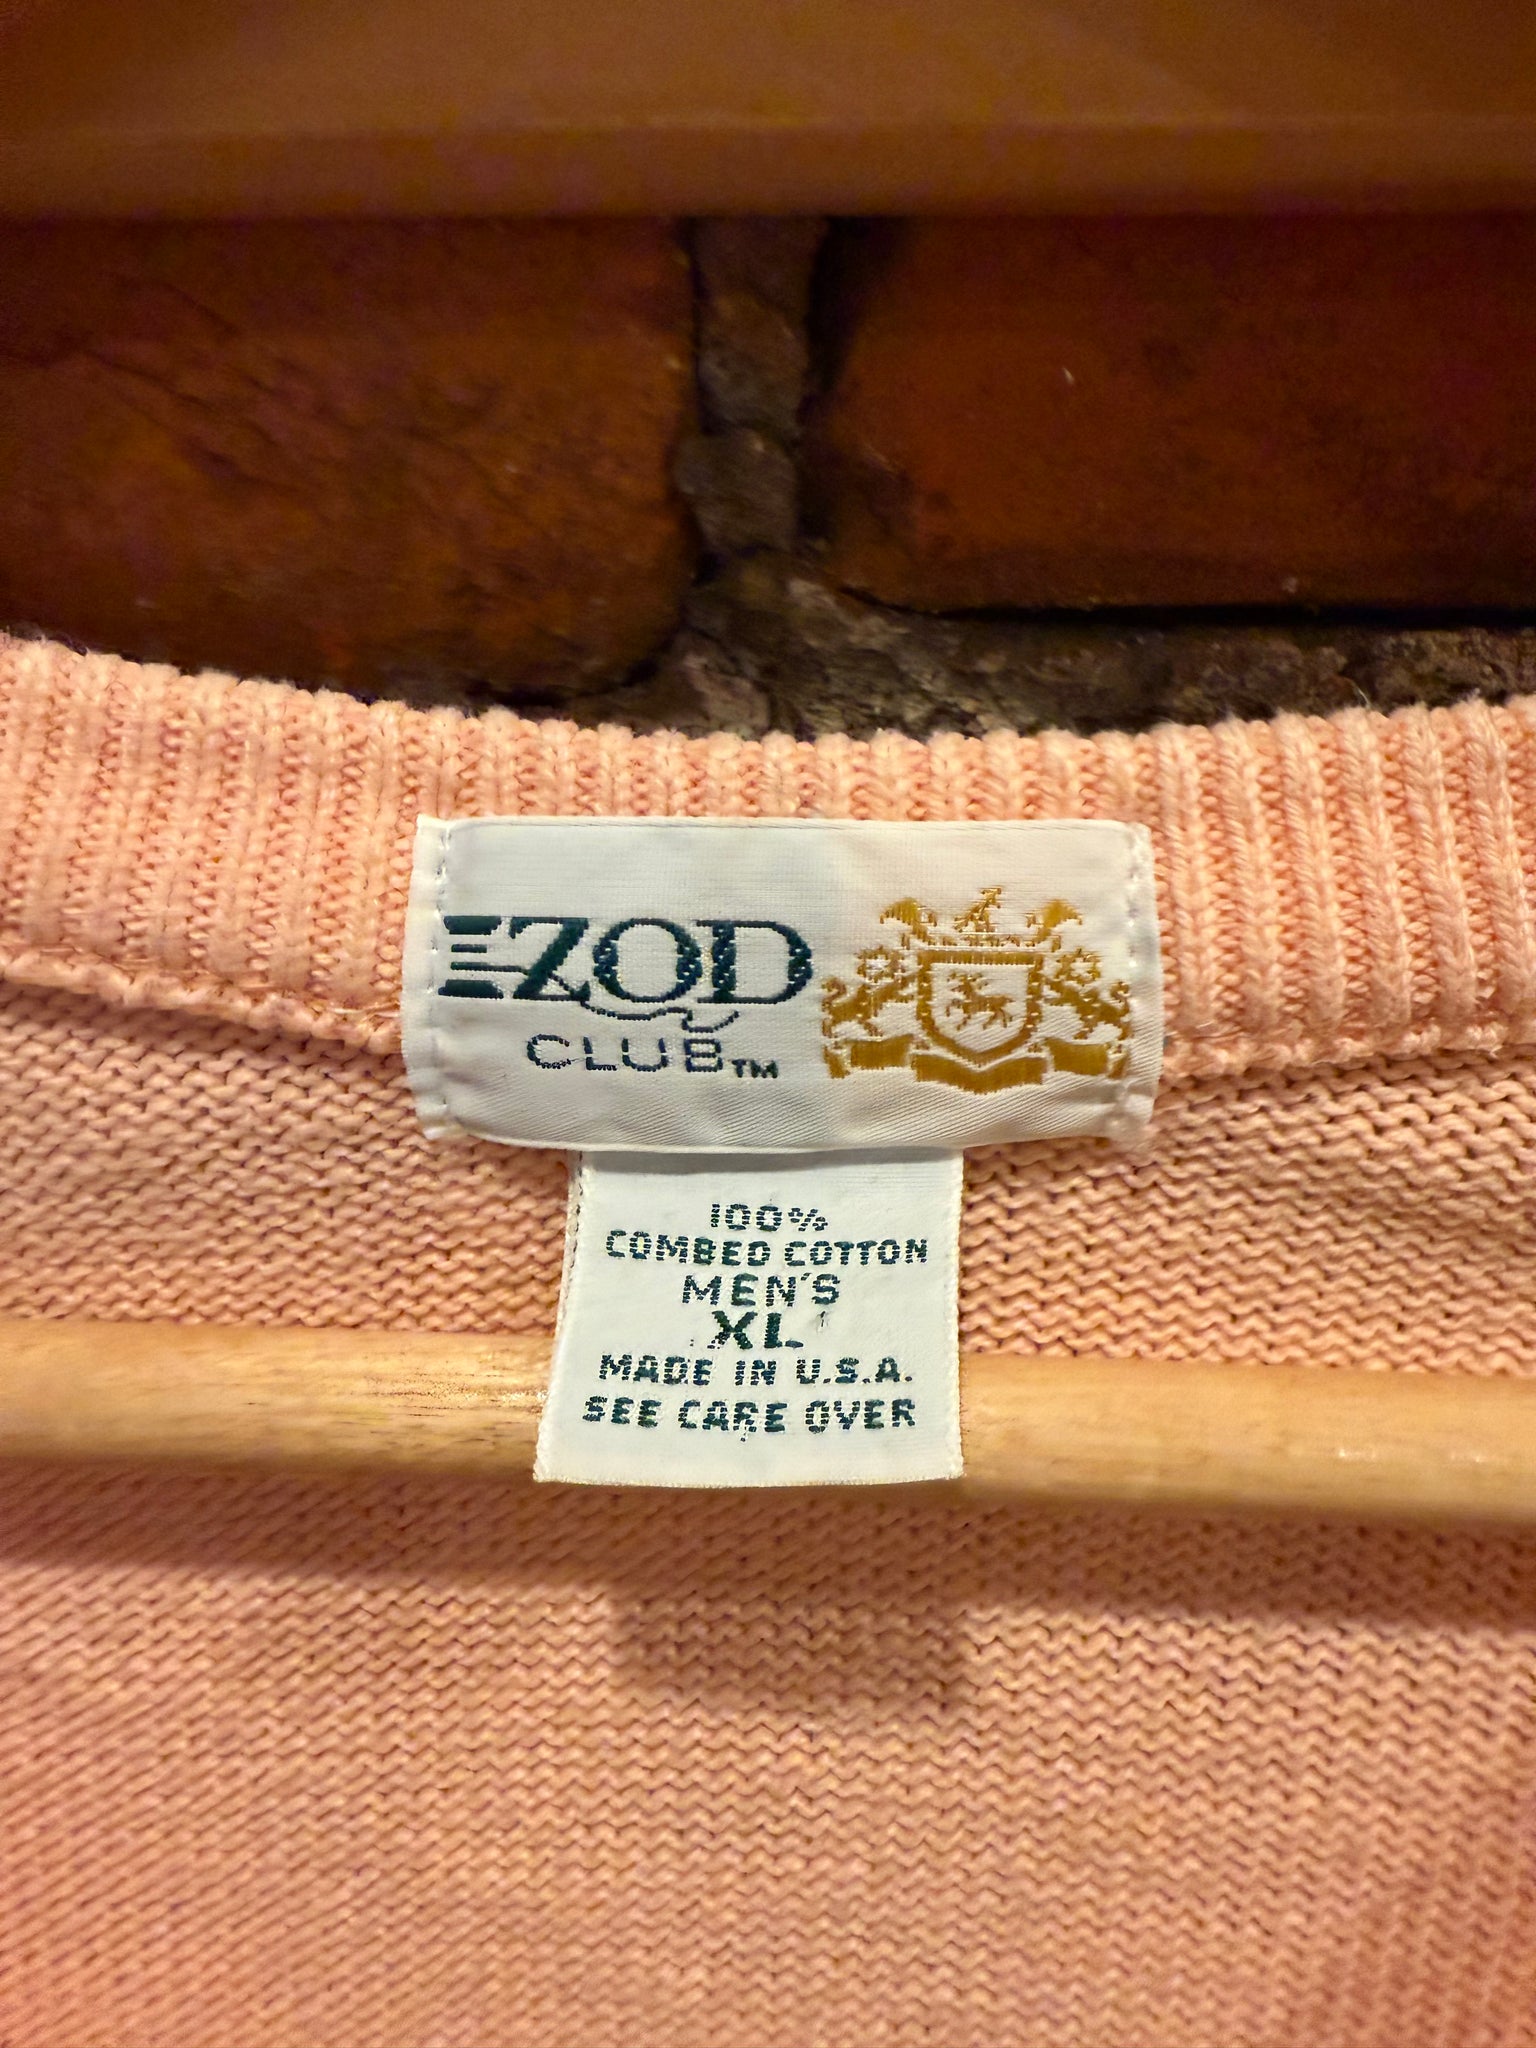 IZOD
CLUB™
100%
COMBED COTTON
MEN'S
XL
MADE IN U.S.A.
SEE CARE OVER